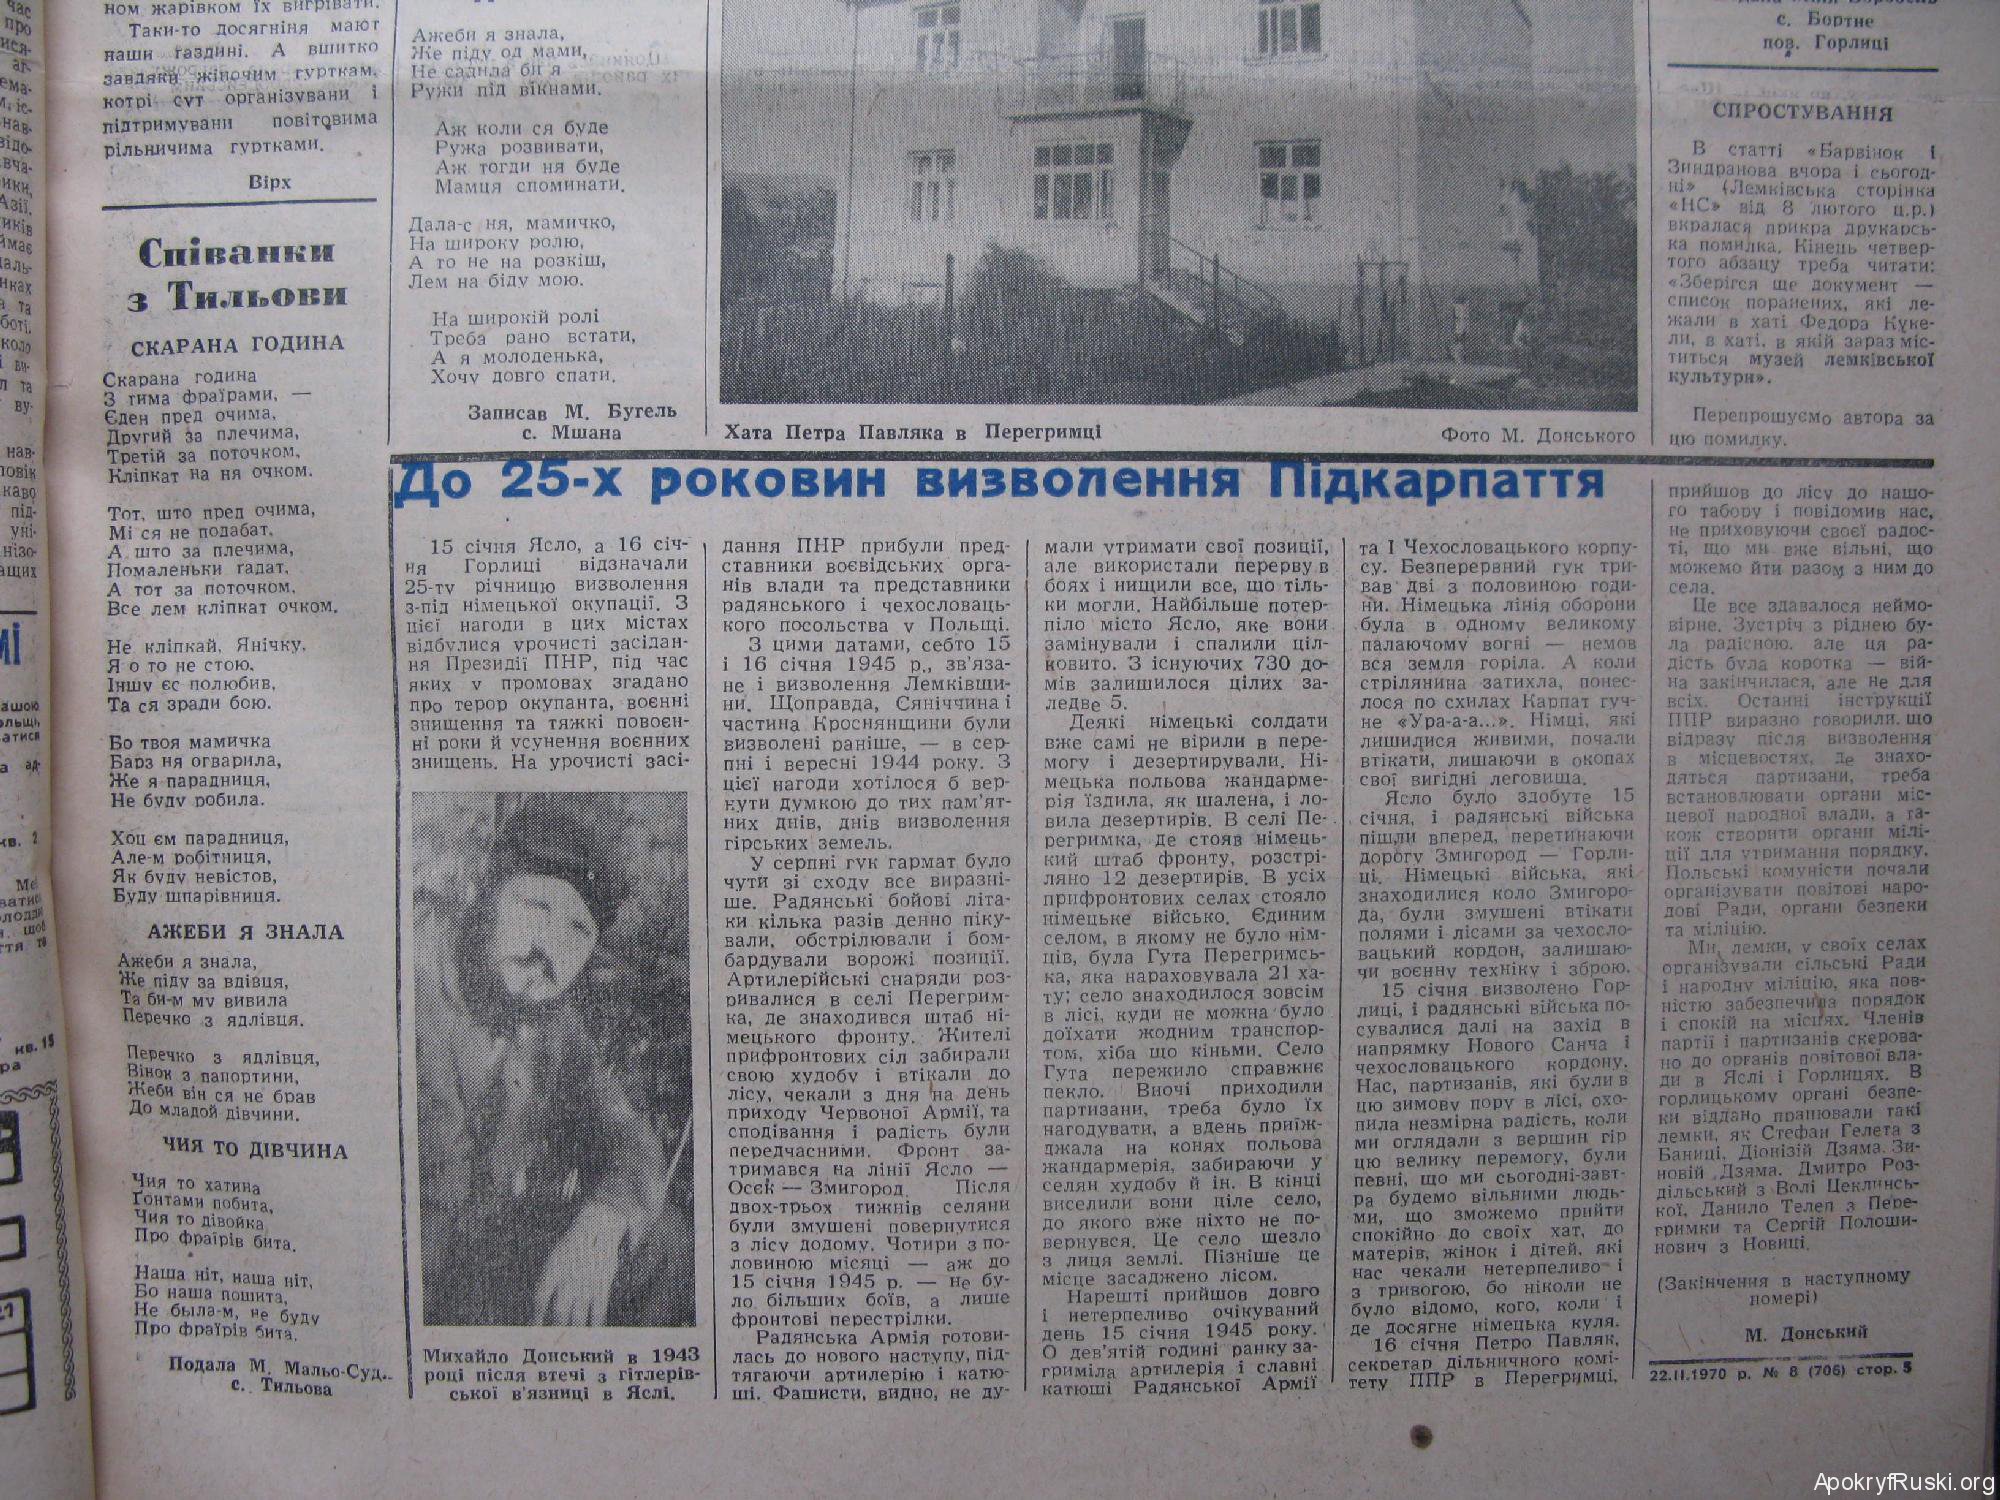 ном жарівком їх вигрівати.
Таки-то досягніня мают
наши ґаздині. А вшитко
завдяки жіночим гурткам,
котрі сут організувани і
підтримувани повітовима
рільничима гуртками.
Вірх
Співанки
з Тильови
СКАРАНА ГОДИНА
Скарана година
З тима фраїрами, —
Єден пред очима,
Другий за плечима,
Третій за поточком,
Кліпкат на ня очком.
Тот, што пред очима,
Мі ся не подабат,
А што за плечима,
Помаленьки гадат,
А тот за поточком,
Все лем кліпкат очком.
Не кліпкай, Янічку,
Я о то не стою,
Іншу єс полюбив,
Та ся зради бою.
Бо твоя мамичка
Барз ня огварила,
Же я парадниця,
Не буду робила.
Хоц єм парадниця,
Але-м робітниця,
Як буду невістов,
Буду шпарівниця.
АЖЕБИ Я ЗНАЛА
Ажеби я знала,
Же піду за вдівця,
Та би-м му вивила
Перечко з ядлівця.
Перечко з ядлівця,
Вінок з папортини,
Жеби він ся не брав
До младой дівчини.
ЧИЯ ТО ДІВЧИНА
Чия то хатина
Ґонтами побита,
Чия то дівойка
Про фраїрів бита.
Наша ніт, наша ніт,
Бо наша пошита,
Не была-м, не буду
Про фраїрів бита.
Подала М. Мальо-Суд..
с. Тильова
Ажеби я знала,
Же піду од мами,
Не садила би я
Ружи під вікнами.
Аж коли ся буде
Ружа розвивати,
Аж тогди ня буде
Мамця споминати.
Дала-с ня, мамичко,
На широку ролю,
А то не на розкіш,
Лем на біду мою.
На широкій ролі
Треба рано встати,
А я молоденька,
Хочу довго спати.
Записав М. Бугель
с. Мшана
Хата Петра Павляка в Перегримці
Фото М. Донського
с. Бортне
пов. Горлиці
СПРОСТУВАННЯ
В статті «Барвінок і
Зиндранова вчора і сьогод-
ні» (Лемківська сторінка
«НС» від 8 лютого ц.р.)
вкралася прикра друкарсь-
ка помилка. Кінець четвер-
того абзацу треба читати:
«Зберігся ще документ —
список поранених, які ле-
жали в хаті Федора Куке-
ли, в хаті, в якій зараз міс-
титься музей лемківської
культури».
Перепрошуємо автора за
цю помилку.
До 25-х роковин визволення Підкарпаття
15 січня Ясло, а 16 січ-
ня Горлиці відзначали
25-ту річницю визволення
з-під німецької окупації. З
цієї нагоди в цих містах
відбулися урочисті засідан-
ня Президії ПНР, під час
яких у промовах згадано
про терор окупанта, воєнні
знищення та тяжкі повоєн-
ні роки й усунення воєнних
знищень. На урочисті засі-
Михайло Донський в 1943
році після втечі з гітлерів-
ської в'язниці в Яслі.
дання ПНР прибули пред-
ставники воєвідських орга-
нів влади та представники
радянського і чехословаць-
кого посольства у Польщі.
З цими датами, себто 15
і 16 січня 1945 р., зв'яза-
не і визволення Лемківщи-
ни. Щоправда, Сяніччина і
частина Кроснянщини були
визволені раніше, — в сер-
пні і вересні 1944 року. З
цієї нагоди хотілося б вер-
нути думкою до тих пам'ят-
них днів, днів визволення
гірських земель.
У серпні гук гармат було
чути зі сходу все виразні-
ше. Радянські бойові літа-
ки кілька разів денно піку-
вали, обстрілювали і бом-
бардували ворожі позиції.
Артилерійські снаряди роз-
ривалися в селі Перегрим-
ка, де знаходився штаб ні-
мецького фронту. Жителі
прифронтових сіл забирали
свою худобу і втікали до
лісу, чекали з дня на день
приходу Червоної Армії, та
сподівання і радість були
передчасними. Фронт за-
тримався на лінії Ясло —
Осєк — Змигород. Після
двох-трьох тижнів селяни
були змушені повернутися
з лісу додому. Чотири з по-
ловиною місяці — аж до
15 січня 1945 р. — не бу-
ло більших боїв, а лише
фронтові перестрілки.
Радянська Армія готови-
лась до нового наступу, під-
тягаючи артилерію і катю-
ші. Фашисти, видно, не ду-
мали утримати свої позиції,
але використали перерву в
боях і нищили все, що тіль-
ки могли. Найбільше потер-
піло місто Ясло, яке вони
замінували і спалили ціл-
ковито. З існуючих 730 до-
мів залишилося цілих за-
ледве 5.
Деякі німецькі солдати
вже самі не вірили в пере-
могу і дезертирували. Ні-
мецька польова жандарме-
рія їздила, як шалена, і ло-
вила дезертирів. В селі Пе-
регримка, де стояв німець-
кий штаб фронту, розстрі-
ляно 12 дезертирів. В усіх
прифронтових селах стояло
німецьке військо. Єдиним
селом, в якому не було нім-
ців, була Гута Перегримсь-
ка, яка нараховувала 21 ха-
ту; село знаходилося зовсім
в лісі, куди не можна було
доїхати жодним транспор-
том, хіба що кіньми. Село
Гута пережило справжнє
пекло. Вночі приходили
партизани, треба було їх
нагодувати, а вдень приїж-
джала на конях польова
жандармерія, забираючи у
селян худобу й ін. В кінці
виселили вони ціле село,
до якого вже ніхто не по-
вернувся. Це село щезло
з лиця землі. Пізніше це
місце засаджено лісом.
Нарешті прийшов довго
і нетерпеливо очікуваний
день 15 січня 1945 року.
О дев'ятій годині ранку за-
гриміла артилерія і славні
катюші Радянської Армії
та I Чехословацького корпу-
су. Безперервний гук три-
вав дві з половиною годи-
ни. Німецька лінія оборони
була в одному великому
палаючому вогні — немов
вся земля горіла. А коли
стрілянина затихла, понес-
лося по схилах Карпат гуч-
не «Ура-а-а...». Німці, які
лишилися живими, почали
втікати, лишаючи в окопах
свої вигідні леговища.
Ясло було здобуте 15
січня, і радянські війська
пішли вперед, перетинаючи
дорогу Змигород — Горли-
ці. Німецькі війська, які
знаходилися коло Змигоро-
да, були змушені втікати
полями і лісами за чехосло-
вацький кордон, залишаю-
чи воєнну техніку і зброю.
15 січня визволено Гор-
лиці, і радянські війська по-
сувалися далі на захід в
напрямку Нового Санча і
чехословацького кордону.
Нас, партизанів, які були в
цю зимову пору в лісі, охо-
пила незмірна радість, коли
ми оглядали з вершин гір
цю велику перемогу, були
певні, що ми сьогодні-завт-
ра будемо вільними людь-
ми, що зможемо прийти
спокійно до своїх хат, до
матерів, жінок і дітей, які
нас чекали нетерпеливо і
з тривогою, бо ніколи не
було відомо, кого, коли і
де досягне німецька куля.
16 січня Петро Павляк,
секретар дільничного комі-
тету ППР в Перегримці,
прийшов до лісу до нашо-
го табору і повідомив нас,
не приховуючи своєї радос-
ті, що ми вже вільні, що
можемо йти разом з ним до
села.
Це все здавалося неймо-
вірне. Зустріч з ріднею бу-
ла радісною, але ця ра-
дість була коротка — вій-
на закінчилася, але не для
всіх. Останні інструкції
ППР виразно говорили, що
відразу після визволення
в місцевостях, де знахо-
дяться партизани, треба
встановлювати органи міс-
цевої народної влади, а та-
кож створити органи мілі-
ції для утримання порядку.
Польські комуністи почали
організувати повітові наро-
дові Ради, органи безпеки
та міліцію.
Ми, лемки, у своїх селах
організували сільські Ради
і народну міліцію, яка пов-
ністю забезпечила порядок
і спокій на місцях. Членів
партії і партизанів скерова-
но до органів повітової вла-
ди в Яслі і Горлицях. В
горлицькому органі безпе-
ки віддано працювали такі
лемки, як Стефан Гелета з
Баниці, Діонізій Дзяма, Зи-
новій Дзяма, Дмитро Роз-
дільський з Волі Цеклинсь-
кої, Данило Телеп з Пере-
гримки та Сергій Полоши-
нович з Новиці.
(Закінчення в наступному
номері)
М. Донський
22.II.1970 р. № 8 (706) стор. 5
ApokryfRuski.org